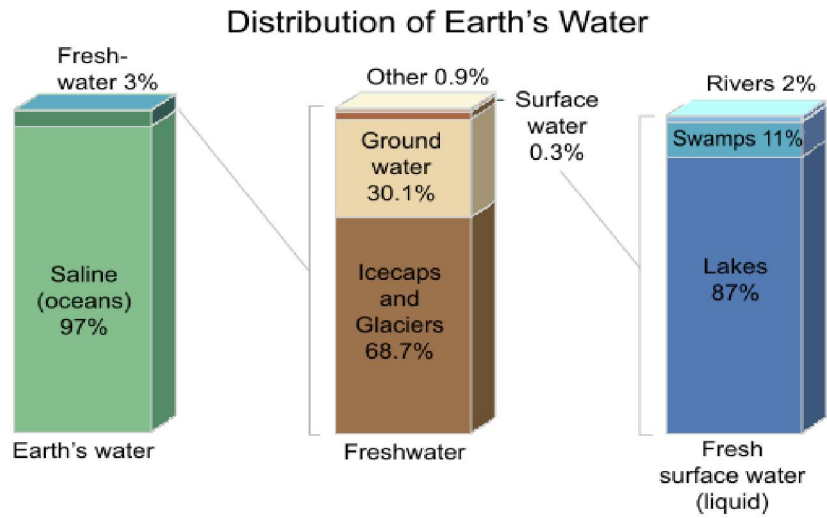 Distribution of Earth's Water
Fresh-
water 3%
Saline
(oceans)
97%
Earth's water
Other 0.9%
Surface
water
0.3%
Ground
water
30.1%
Icecaps
and
Glaciers
68.7%
Freshwater
Rivers 2%
Swamps 11%
Lakes
87%
Fresh
surface water
(liquid)